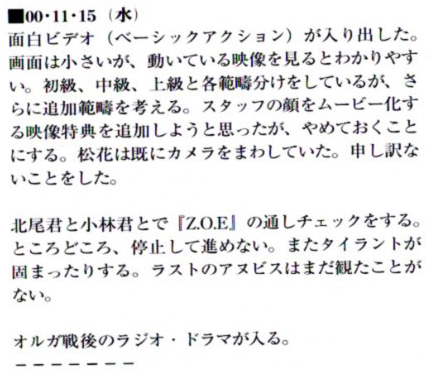 ■00・11・15（水）
面白ビデオ（ベーシックアクション）が入り出した。
画面は小さいが、動いている映像を見るとわかりやす
い。初級、中級、上級と各範疇分けをしているが、さ
らに追加範疇を考える。スタッフの顔をムービー化す
る映像特典を追加しようと思ったが、やめておくこと
にする。松花は既にカメラをまわしていた。申し訳な
いことをした。
北尾君と小林君とで『Z.O.E』の通しチェックをする。
ところどころ、停止して進めない。またタイラントが
固まったりする。ラストのアヌビスはまだ観たことが
ない。
オルガ戦後のラジオ・ドラマが入る。
－－－－－－－